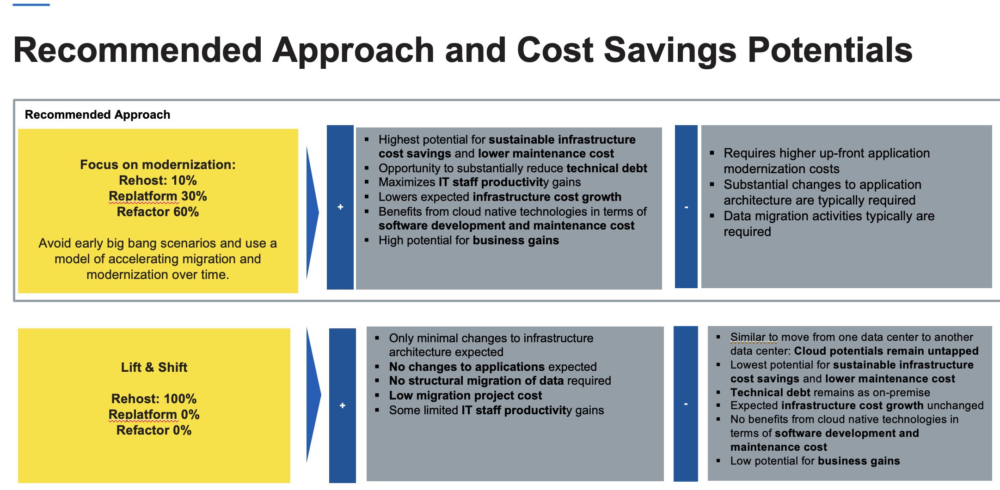 Recommended Approach and Cost Savings Potentials
Recommended Approach
Focus on modernization:
Rehost: 10%
Replatform 30%
Refactor 60%
Avoid early big bang scenarios and use a
model of accelerating migration and
modernization over time.
+
▪ Highest potential for sustainable infrastructure
cost savings and lower maintenance cost
▪ Opportunity to substantially reduce technical debt
▪ Maximizes IT staff productivity gains
▪ Lowers expected infrastructure cost growth
▪ Benefits from cloud native technologies in terms of
software development and maintenance cost
▪ High potential for business gains
-
▪ Requires higher up-front application
modernization costs
▪ Substantial changes to application
architecture are typically required
▪ Data migration activities typically are
required
Lift & Shift
Rehost: 100%
Replatform 0%
Refactor 0%
+
▪ Only minimal changes to infrastructure
architecture expected
▪ No changes to applications expected
▪ No structural migration of data required
▪ Low migration project cost
▪ Some limited IT staff productivity gains
-
▪ Similar to move from one data center to another
data center: Cloud potentials remain untapped
▪ Lowest potential for sustainable infrastructure
cost savings and lower maintenance cost
▪ Technical debt remains as on-premise
▪ Expected infrastructure cost growth unchanged
▪ No benefits from cloud native technologies in
terms of software development and
maintenance cost
▪ Low potential for business gains